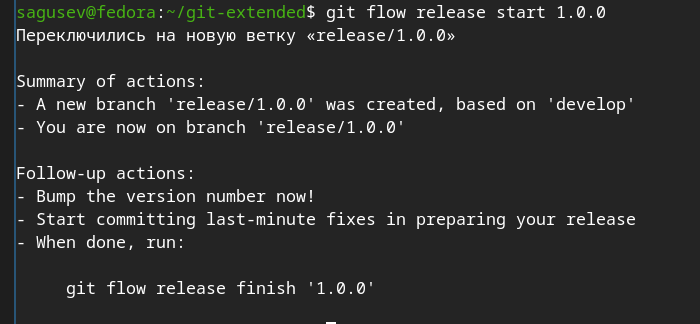 sagusev@fedora:~/git-extended$ git flow release start 1.0.0
Переключились на новую ветку «release/1.0.0»
Summary of actions:
- A new branch 'release/1.0.0' was created, based on 'develop'
- You are now on branch 'release/1.0.0'
Follow-up actions:
- Bump the version number now!
- Start committing last-minute fixes in preparing your release
- When done, run:
git flow release finish '1.0.0'